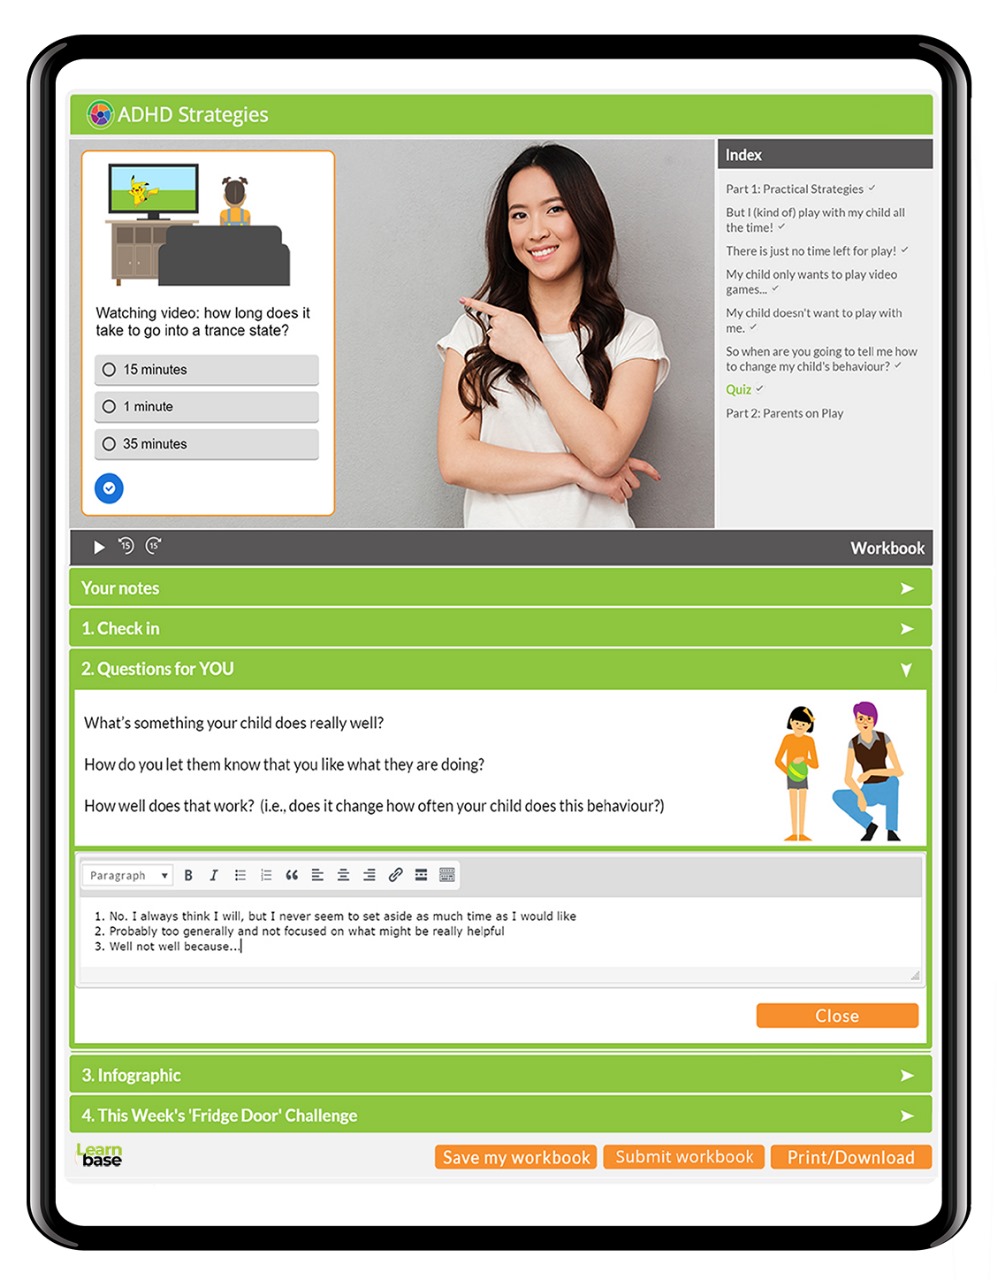 ADHD Strategies
Watching video: how long does it
take to go into a trance state?
15 minutes
1 minute
35 minutes
Index
Part 1: Practical Strategies
But I (kind of) play with my child all
the time!
There is just no time left for play!
My child only wants to play video
games...
My child doesn't want to play with
me.
So when are you going to tell me how
to change my child's behaviour?
Quiz
Part 2: Parents on Play
15 15
Workbook
Your notes
1. Check in
2. Questions for YOU
What's something your child does really well?
How do you let them know that you like what they are doing?
How well does that work? (i.e., does it change how often your child does this behaviour?)
Paragraph B I
1. No. I always think I will, but I never seem to set aside as much time as I would like
2. Probably too generally and not focused on what might be really helpful
3. Well not well because...
Close
3. Infographic
4. This Week's 'Fridge Door' Challenge
Learn
base
Save my workbook Submit workbook Print/Download